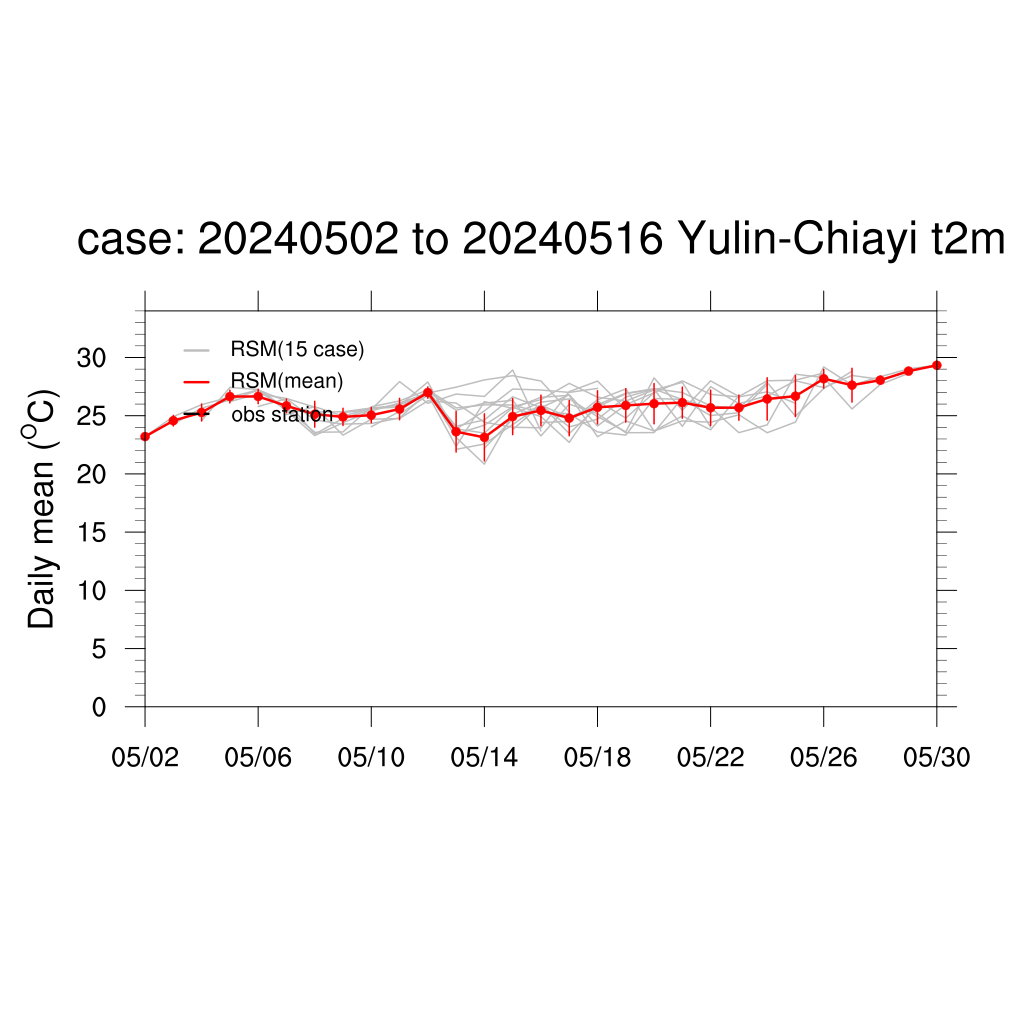 case: 20240502 to 20240516 Yulin-Chiayi t2m
RSM(15 case)
RSM(mean)
obs station
Daily mean (OC)
30
25
20
15
10
5
0
05/02 05/06 05/10 05/14 05/18 05/22 05/26 05/30